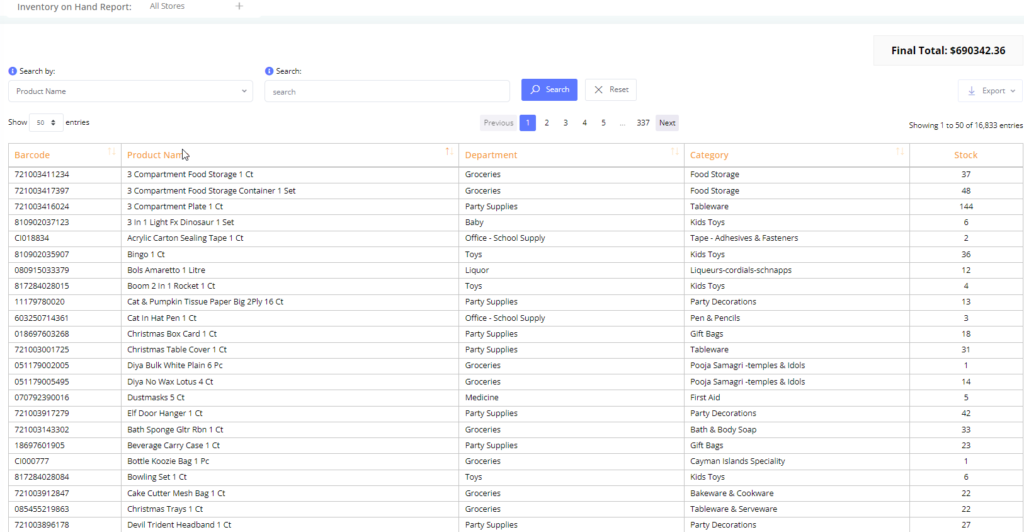 Inventory on Hand Report: All Stores +
Final Total: $690342.36
Search by: Search:
Product Name search Search Reset Export
Show 50 entries Previous 1 2 3 4 5 ... 337 Next Showing 1 to 50 of 16,833 entries
Barcode Product Name Department Category Stock
721003411234 3 Compartment Food Storage 1 Ct Groceries Food Storage 37
721003417397 3 Compartment Food Storage Container 1 Set Groceries Food Storage 48
721003416024 3 Compartment Plate 1 Ct Party Supplies Tableware 144
810902037123 3 In 1 Light Fx Dinosaur 1 Set Baby Kids Toys 6
CI018834 Acrylic Carton Sealing Tape 1 Ct Office - School Supply Tape - Adhesives & Fasteners 2
810902035907 Bingo 1 Ct Toys Kids Toys 36
080915033379 Bols Amaretto 1 Litre Liquor Liqueurs-cordials-schnapps 12
817284028015 Boom 2 In 1 Rocket 1 Ct Toys Kids Toys 4
11179780020 Cat & Pumpkin Tissue Paper Big 2Ply 16 Ct Party Supplies Party Decorations 13
603250714361 Cat In Hat Pen 1 Ct Office - School Supply Pen & Pencils 3
018697603268 Christmas Box Card 1 Ct Party Supplies Gift Bags 18
721003001725 Christmas Table Cover 1 Ct Party Supplies Tableware 31
051179002005 Diya Bulk White Plain 6 Pc Groceries Pooja Samagri -temples & Idols 1
051179005495 Diya No Wax Lotus 4 Ct Groceries Pooja Samagri -temples & Idols 14
070792390016 Dustmasks 5 Ct Medicine First Aid 5
721003917279 Elf Door Hanger 1 Ct Party Supplies Party Decorations 42
721003143302 Bath Sponge Gltr Rbn 1 Ct Groceries Bath & Body Soap 33
18697601905 Beverage Carry Case 1 Ct Party Supplies Gift Bags 23
CI000777 Bottle Koozie Bag 1 Pc Groceries Cayman Islands Speciality 1
817284028084 Bowling Set 1 Ct Toys Kids Toys 6
721003912847 Cake Cutter Mesh Bag 1 Ct Groceries Bakeware & Cookware 22
085455219863 Christmas Trays 1 Ct Groceries Tableware & Serveware 22
721003896178 Devil Trident Headband 1 Ct Party Supplies Party Decorations 27